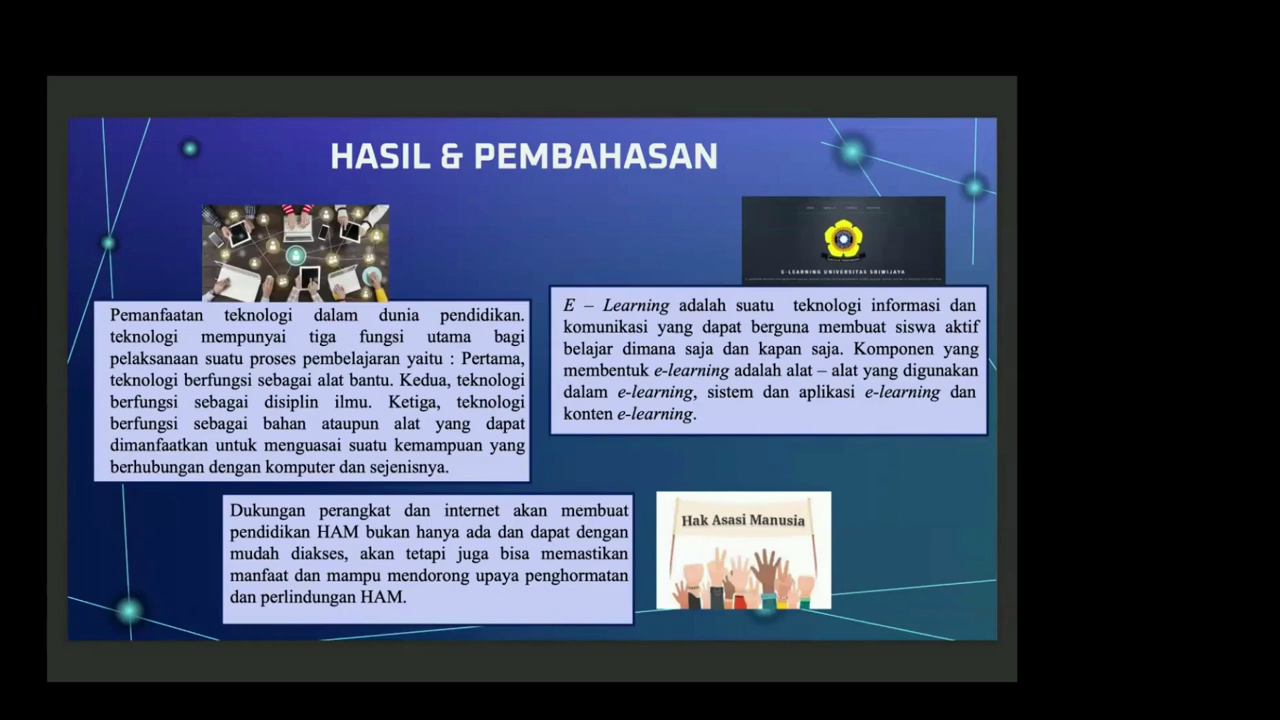 HASIL & PEMBAHASAN
E-LEARNING UNIVERSITAS SRIWIJAYA
Pemanfaatan teknologi dalam dunia pendidikan.
teknologi mempunyai tiga fungsi utama bagi
pelaksanaan suatu proses pembelajaran yaitu : Pertama,
teknologi berfungsi sebagai alat bantu. Kedua, teknologi
berfungsi sebagai disiplin ilmu. Ketiga, teknologi
berfungsi sebagai bahan ataupun alat yang dapat
dimanfaatkan untuk menguasai suatu kemampuan yang
berhubungan dengan komputer dan sejenisnya.
E – Learning adalah suatu teknologi informasi dan
komunikasi yang dapat berguna membuat siswa aktif
belajar dimana saja dan kapan saja. Komponen yang
membentuk e-learning adalah alat – alat yang digunakan
dalam e-learning, sistem dan aplikasi e-learning dan
konten e-learning.
Dukungan perangkat dan internet akan membuat
pendidikan HAM bukan hanya ada dan dapat dengan
mudah diakses, akan tetapi juga bisa memastikan
manfaat dan mampu mendorong upaya penghormatan
dan perlindungan HAM.
Hak Asasi Manusia